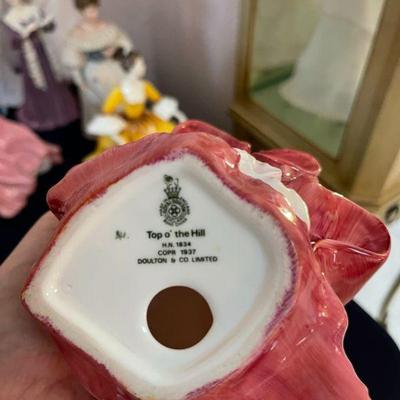 Top o' the Hill
H.N. 1834
COPR 1937
DOULTON & CO LIMITED